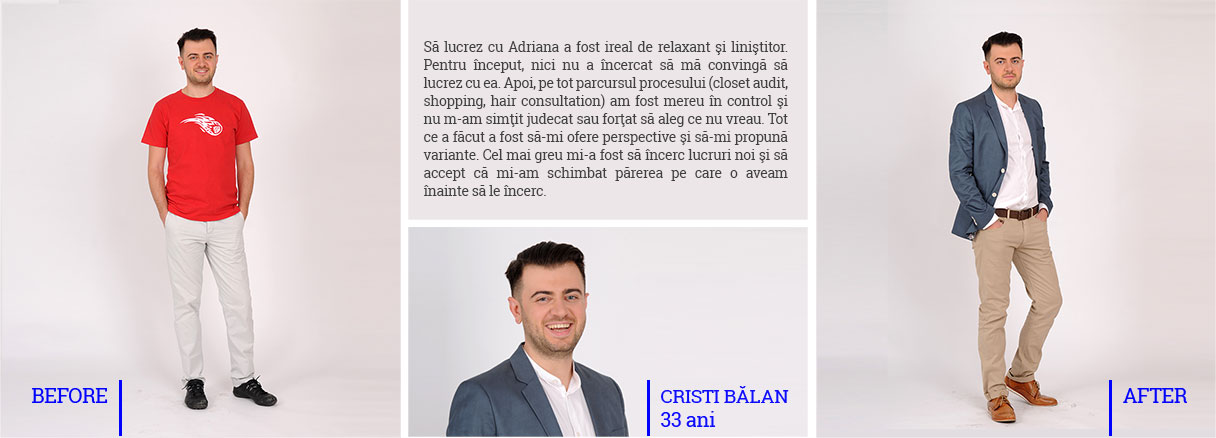 Să lucrez cu Adriana a fost ireal de relaxant şi liniştitor.
Pentru început, nici nu a încercat să mă convingă să
lucrez cu ea. Apoi, pe tot parcursul procesului (closet audit,
shopping, hair consultation) am fost mereu în control şi
nu m-am simţit judecat sau forţat să aleg ce nu vreau. Tot
ce a făcut a fost să-mi ofere perspective şi să-mi propună
variante. Cel mai greu mi-a fost să încerc lucruri noi şi să
accept că mi-am schimbat părerea pe care o aveam
înainte să le încerc.
BEFORE
CRISTI BĂLAN
33 ani
AFTER